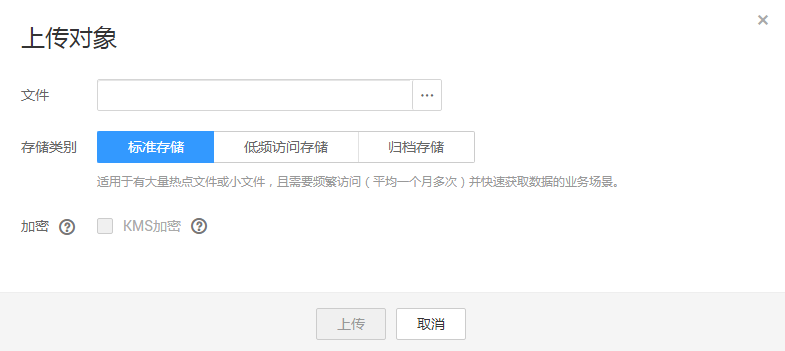 上传对象
文件
存储类别 标准存储 低频访问存储 归档存储
适用于有大量热点文件或小文件，且需要频繁访问（平均一个月多次）并快速获取数据的业务场景。
加密 ? KMS加密 ?
上传 取消